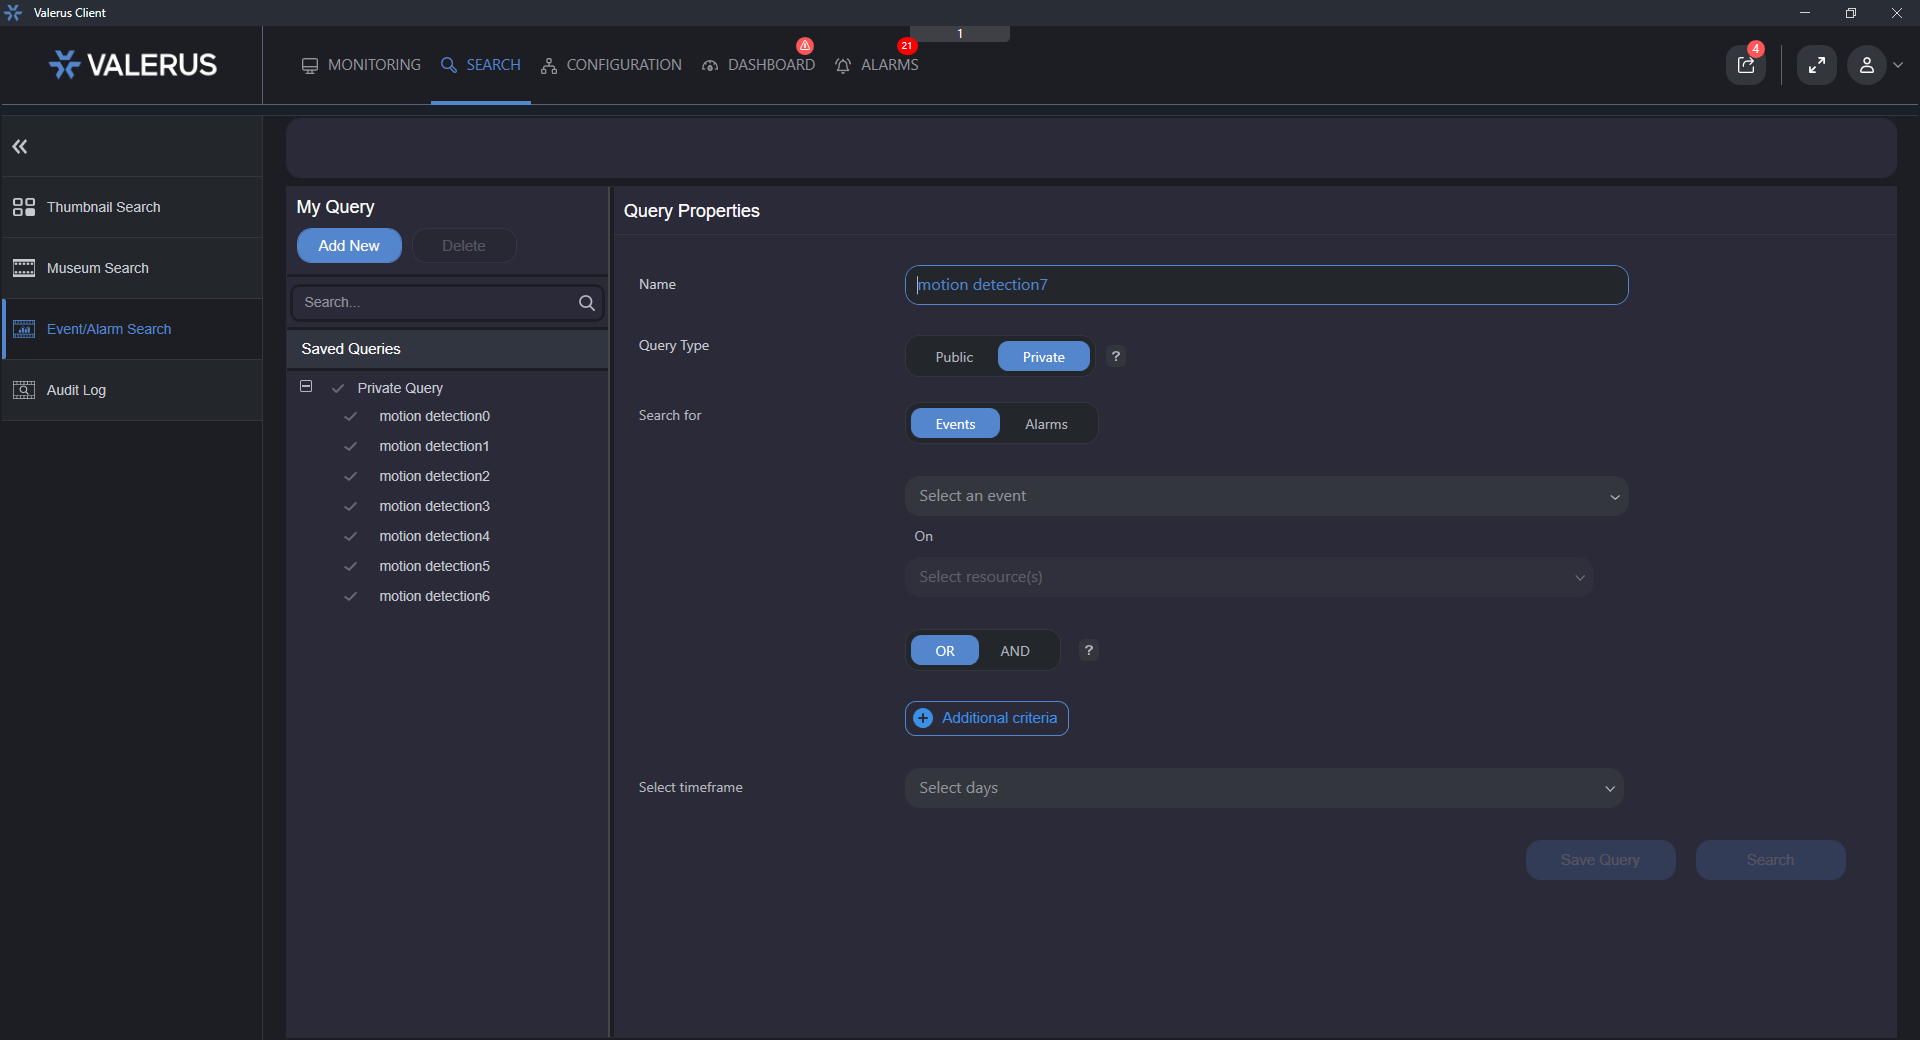 Valerus Client
1
VALERUS
MONITORING
SEARCH
CONFIGURATION
DASHBOARD
21
ALARMS
4
Thumbnail Search
Museum Search
Event/Alarm Search
Audit Log
My Query
Add New
Delete
Search...
Saved Queries
Private Query
motion detection0
motion detection1
motion detection2
motion detection3
motion detection4
motion detection5
motion detection6
Query Properties
Name
motion detection7
Query Type
Public
Private
?
Search for
Events
Alarms
Select an event
On
Select resource(s)
OR
AND
?
Additional criteria
Select timeframe
Select days
Save Query
Search